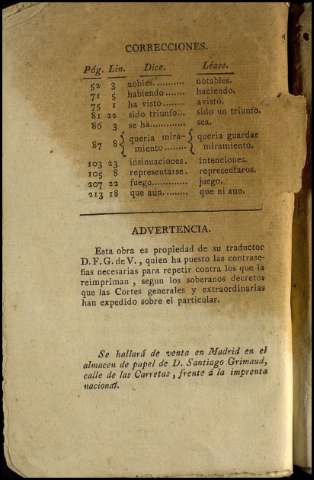 CORRECCIONES.
Pág. Lin. Dice. Léase.
52 3 nobles........... notables.
71 5 habiendo........ haciendo.
75 1 ha visto........ avistó.
81 22 sido triunfo... sido un triunfo.
86 3 se ha............ sea.
87 8 { queria mira- { queria guardar
miento........ { miramiento.
103 23 insinuaciones. intenciones.
105 8 representarse. representaros.
207 22 fuego............. juego.
213 18 que aún......... que ni aun.
ADVERTENCIA.
Esta obra es propiedad de su traductor
D. F. G. de V., quien ha puesto las contrase-
ñas necesarias para repetir contra los que la
reimpriman, segun los soberanos decretos
que las Cortes generales y extraordinarias
han expedido sobre el particular.
Se hallará de venta en Madrid en el
almacen de papel de D. Santiago Grimaud,
calle de las Carretas, frente á la imprenta
nacional.